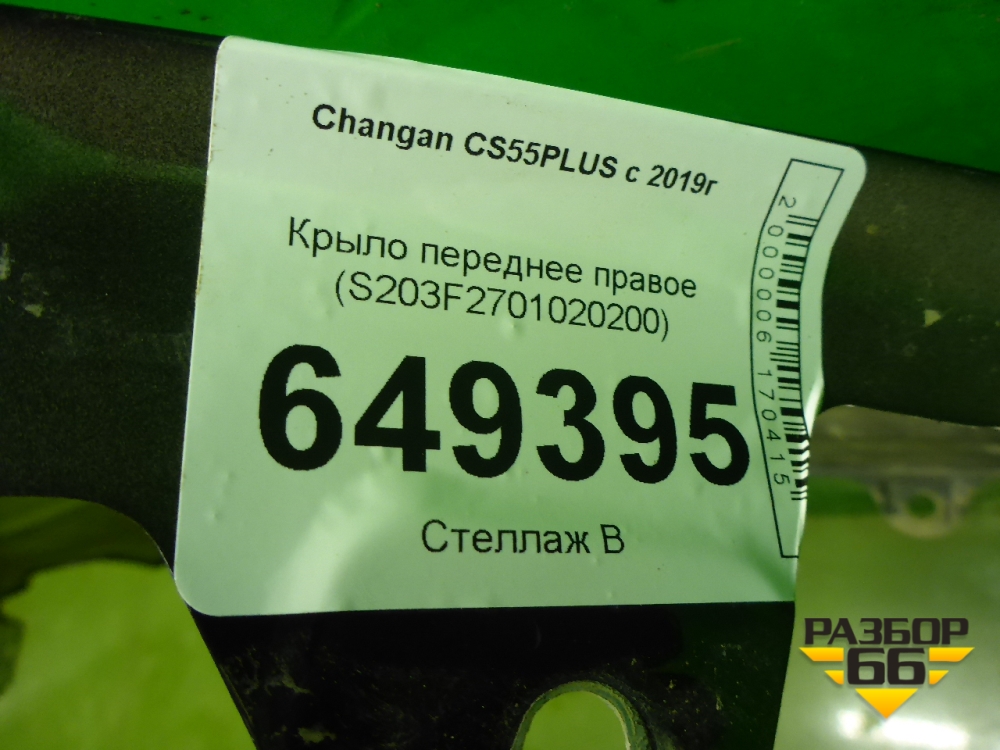 Changan CS55PLUS с 2019г
Крыло переднее правое
(S203F2701020200)
649395
Стеллаж В
2000006170415
РАЗБОР
66